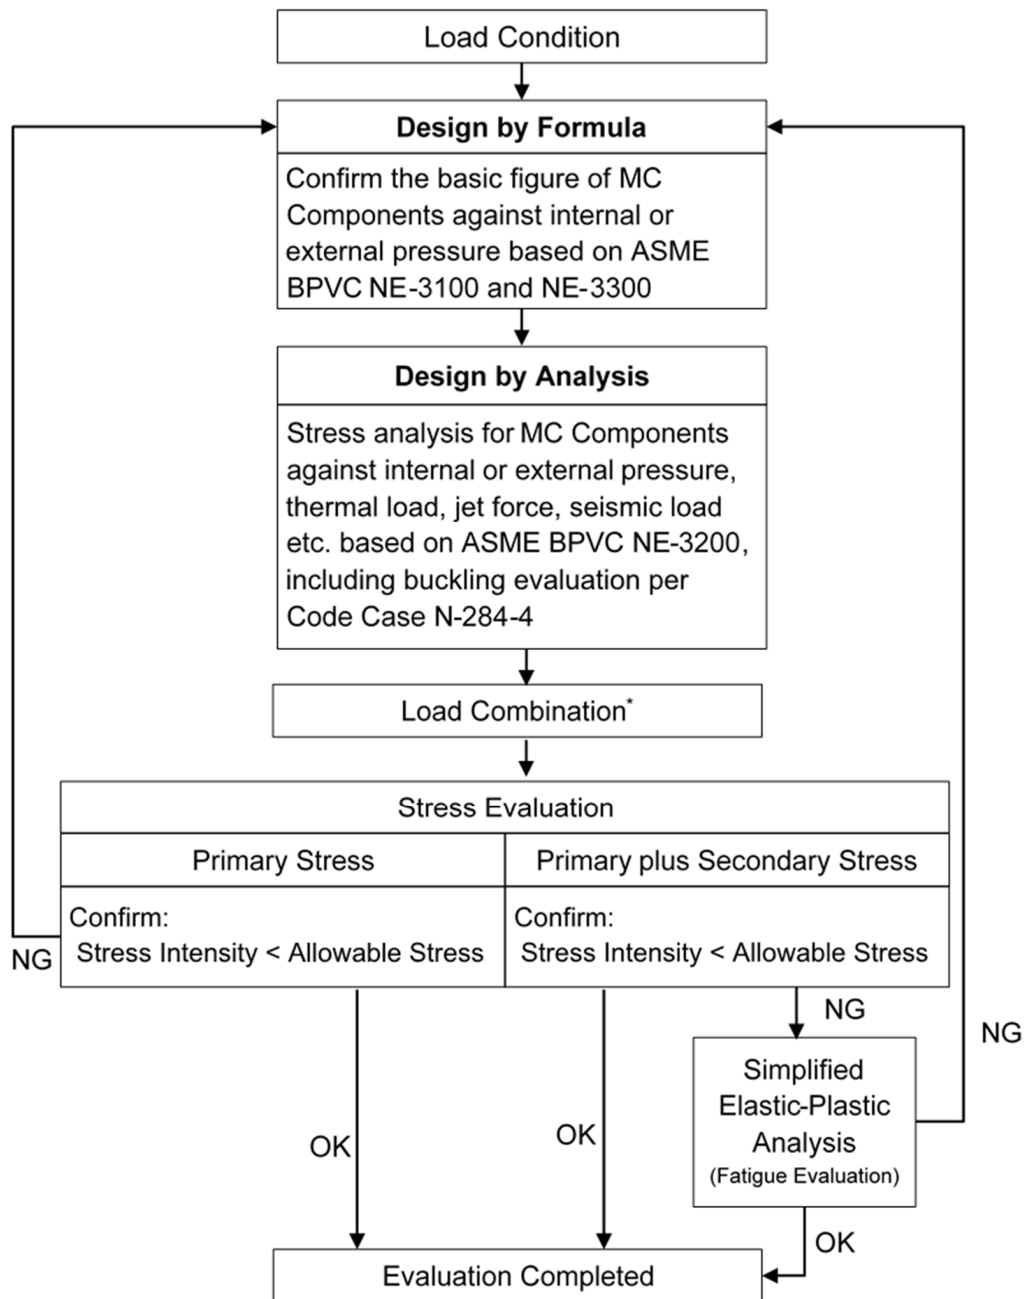 Load Condition
Design by Formula
Confirm the basic figure of MC
Components against internal or
external pressure based on ASME
BPVC NE-3100 and NE-3300
Design by Analysis
Stress analysis for MC Components
against internal or external pressure,
thermal load, jet force, seismic load
etc. based on ASME BPVC NE-3200,
including buckling evaluation per
Code Case N-284-4
Load Combination*
Stress Evaluation
Primary Stress
Primary plus Secondary Stress
Confirm:
Stress Intensity < Allowable Stress
Confirm:
Stress Intensity < Allowable Stress
NG
NG
NG
Simplified
Elastic-Plastic
Analysis
(Fatigue Evaluation)
OK
OK
OK
Evaluation Completed